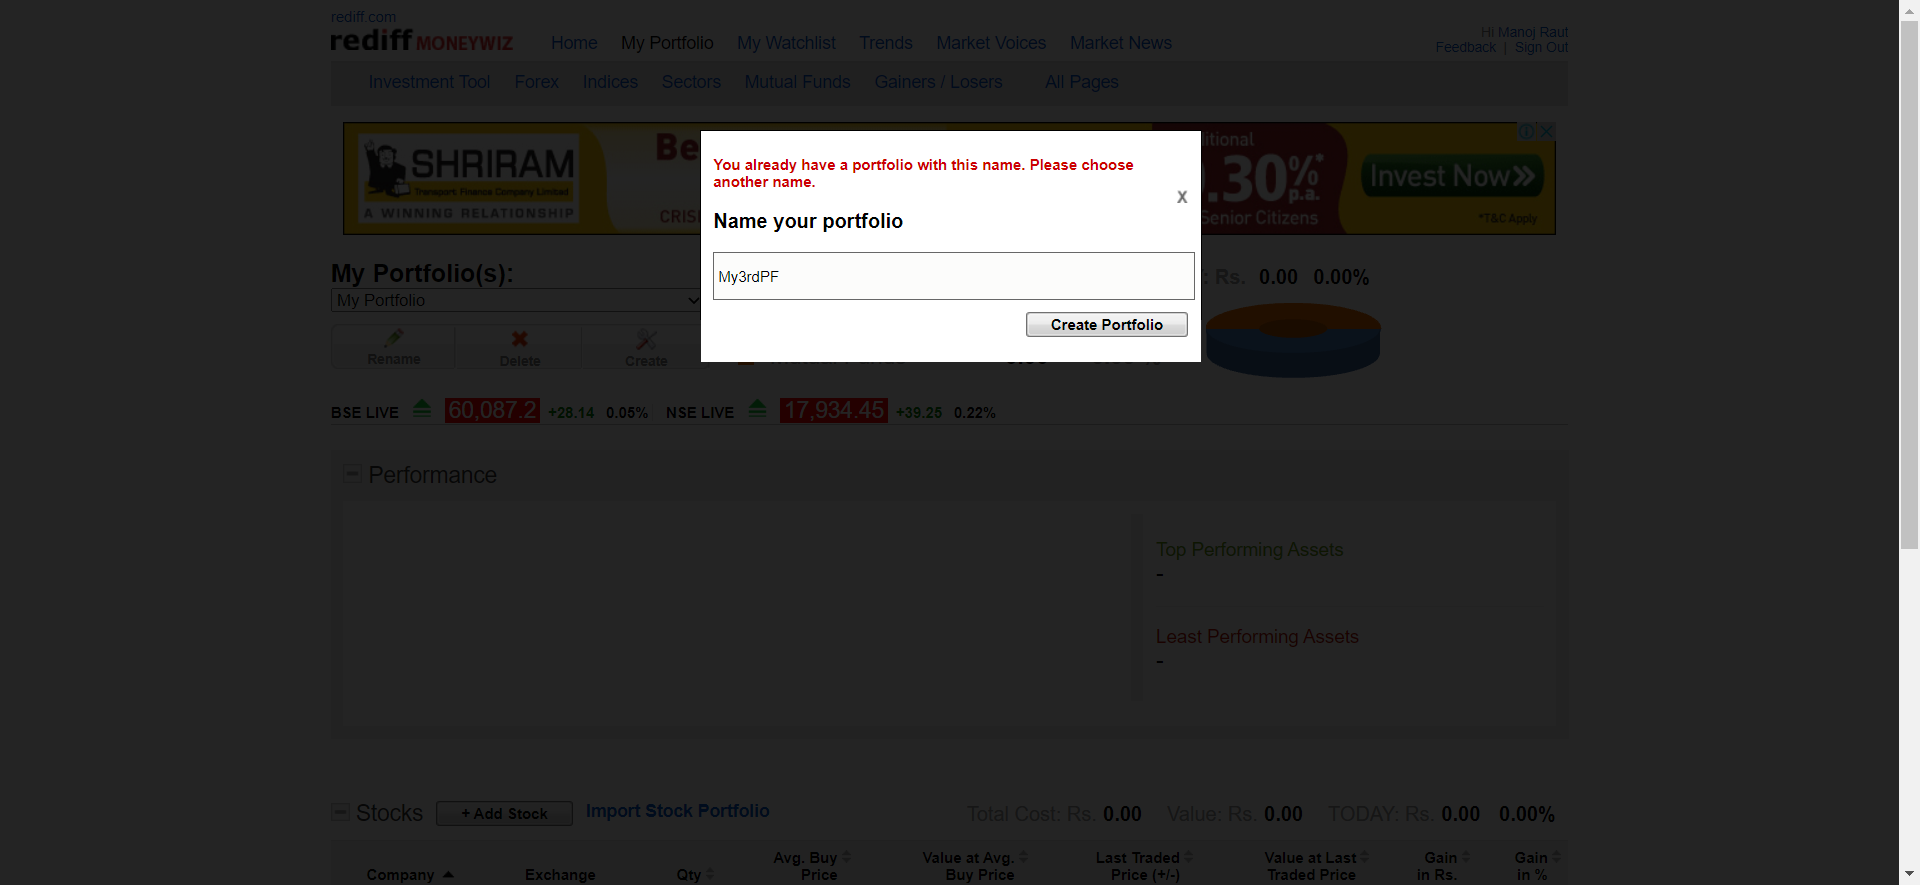 rediff.com
rediff MONEYWIZ
Home My Portfolio My Watchlist Trends Market Voices Market News
Hi Manoj Raut
Feedback | Sign Out
Investment Tool Forex Indices Sectors Mutual Funds Gainers / Losers All Pages
SHRIRAM
Transport Finance Company Limited
A WINNING RELATIONSHIP
Be
CRISI
itional
.30%*
p.a.
Senior Citizens
Invest Now
*T&C Apply
You already have a portfolio with this name. Please choose
another name.
X
Name your portfolio
My3rdPF
Create Portfolio
My Portfolio(s):
My Portfolio
Rename Delete Create
: Rs. 0.00 0.00%
BSE LIVE 60,087.2 +28.14 0.05% NSE LIVE 17,934.45 +39.25 0.22%
Performance
Top Performing Assets
-
Least Performing Assets
-
Stocks + Add Stock Import Stock Portfolio Total Cost: Rs. 0.00 Value: Rs. 0.00 TODAY: Rs. 0.00 0.00%
Company Exchange Qty Avg. Buy Price Value at Avg. Buy Price Last Traded Price (+/-) Value at Last Traded Price Gain in Rs. Gain in %